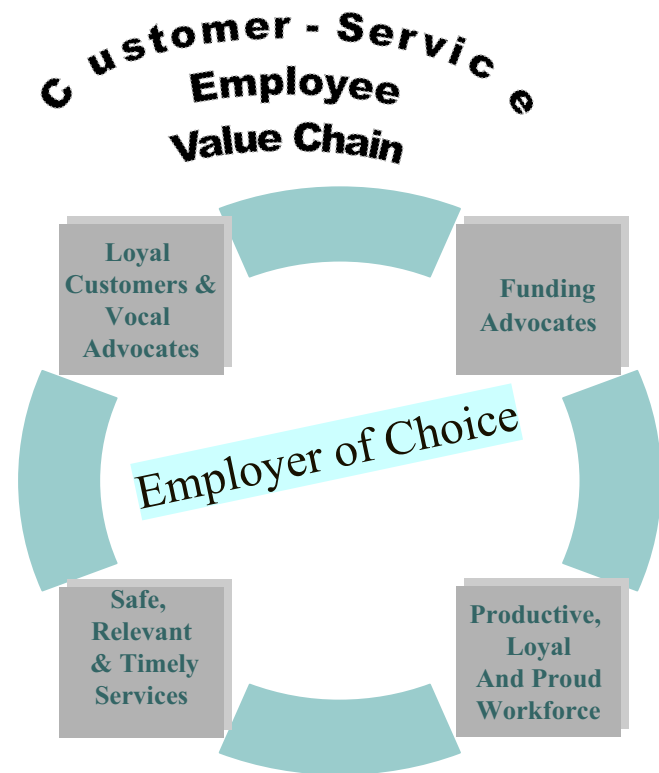 Customer - Service
Employee
Value Chain
Loyal
Customers &
Vocal
Advocates
Funding
Advocates
Employer of Choice
Safe,
Relevant
& Timely
Services
Productive,
Loyal
And Proud
Workforce